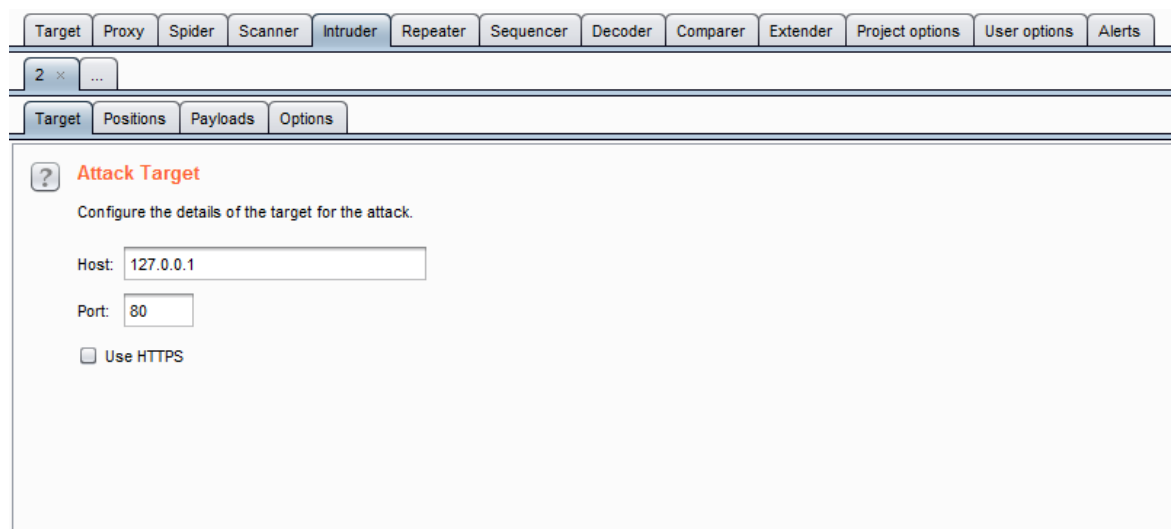 Target Proxy Spider Scanner Intruder Repeater Sequencer Decoder Comparer Extender Project options User options Alerts
2 × ...
Target Positions Payloads Options
? Attack Target
Configure the details of the target for the attack.
Host: 127.0.0.1
Port: 80
Use HTTPS